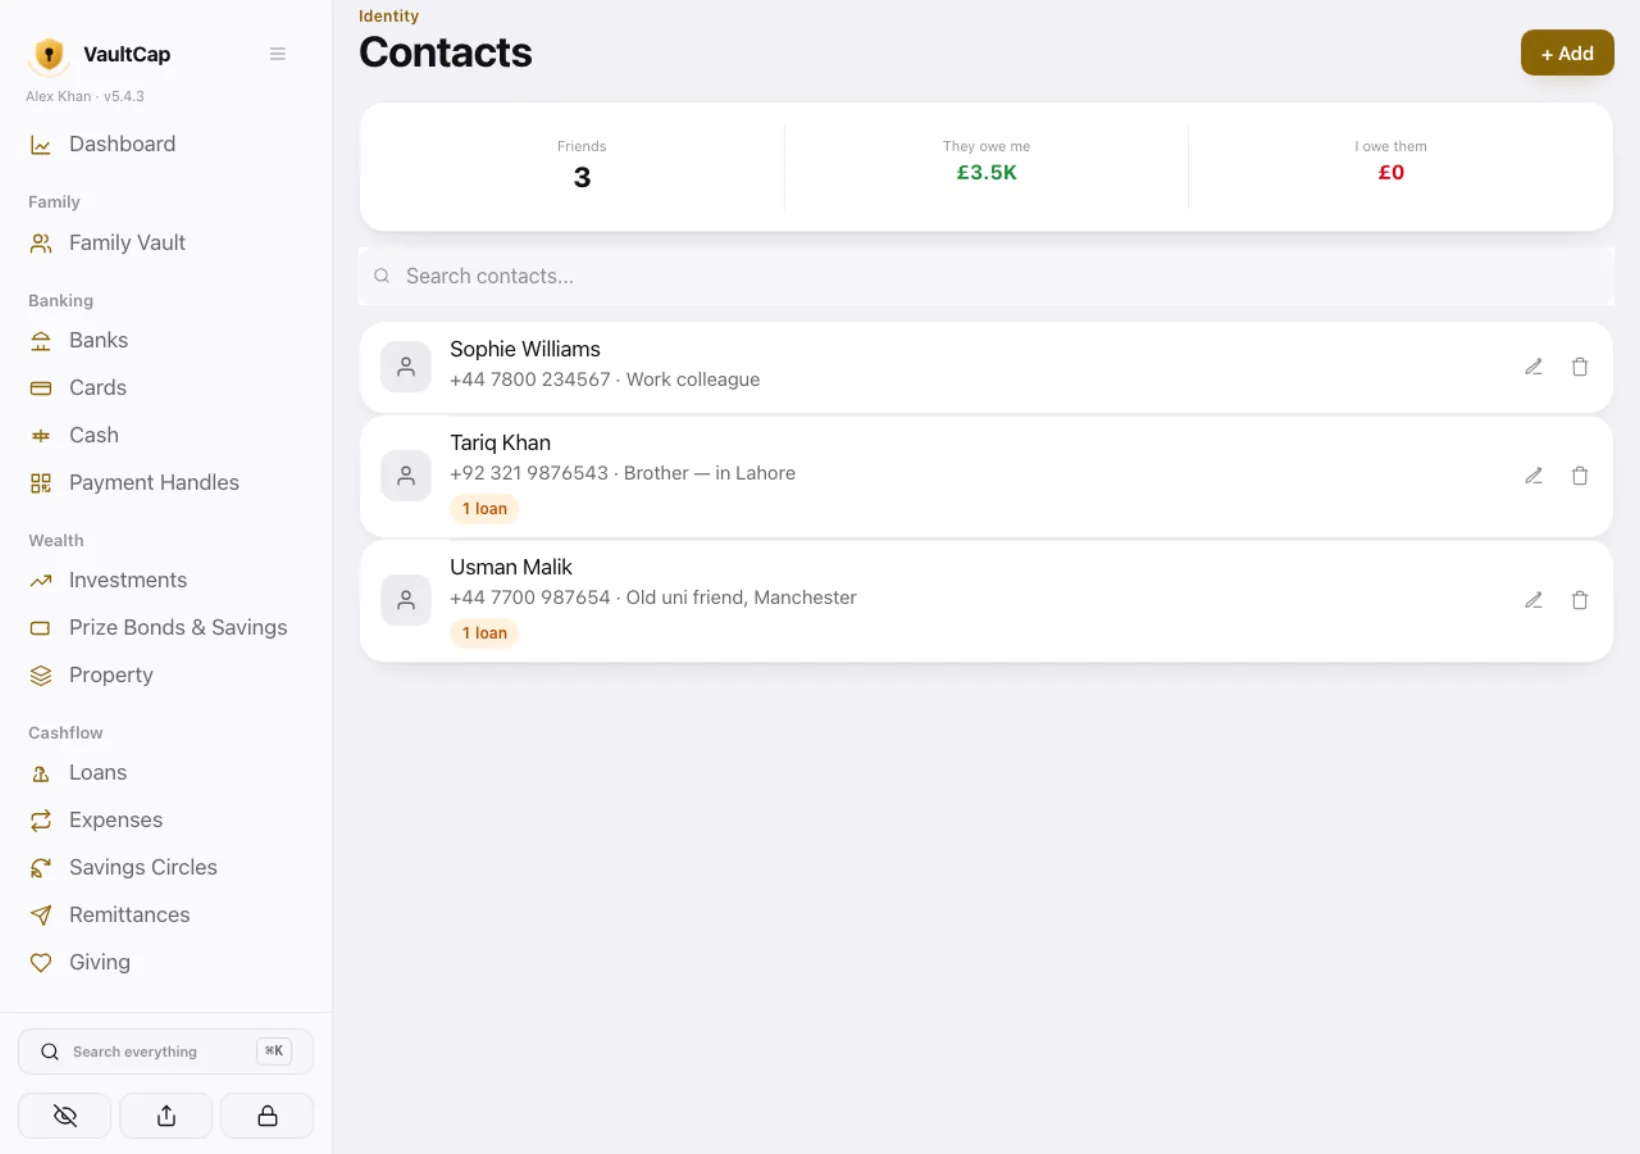 VaultCap
Alex Khan · v5.4.3
Dashboard
Family
Family Vault
Banking
Banks
Cards
Cash
Payment Handles
Wealth
Investments
Prize Bonds & Savings
Property
Cashflow
Loans
Expenses
Savings Circles
Remittances
Giving
Search everything
⌘K
Identity
Contacts
+ Add
Friends
3
They owe me
£3.5K
I owe them
£0
Search contacts...
Sophie Williams
+44 7800 234567 · Work colleague
Tariq Khan
+92 321 9876543 · Brother — in Lahore
1 loan
Usman Malik
+44 7700 987654 · Old uni friend, Manchester
1 loan